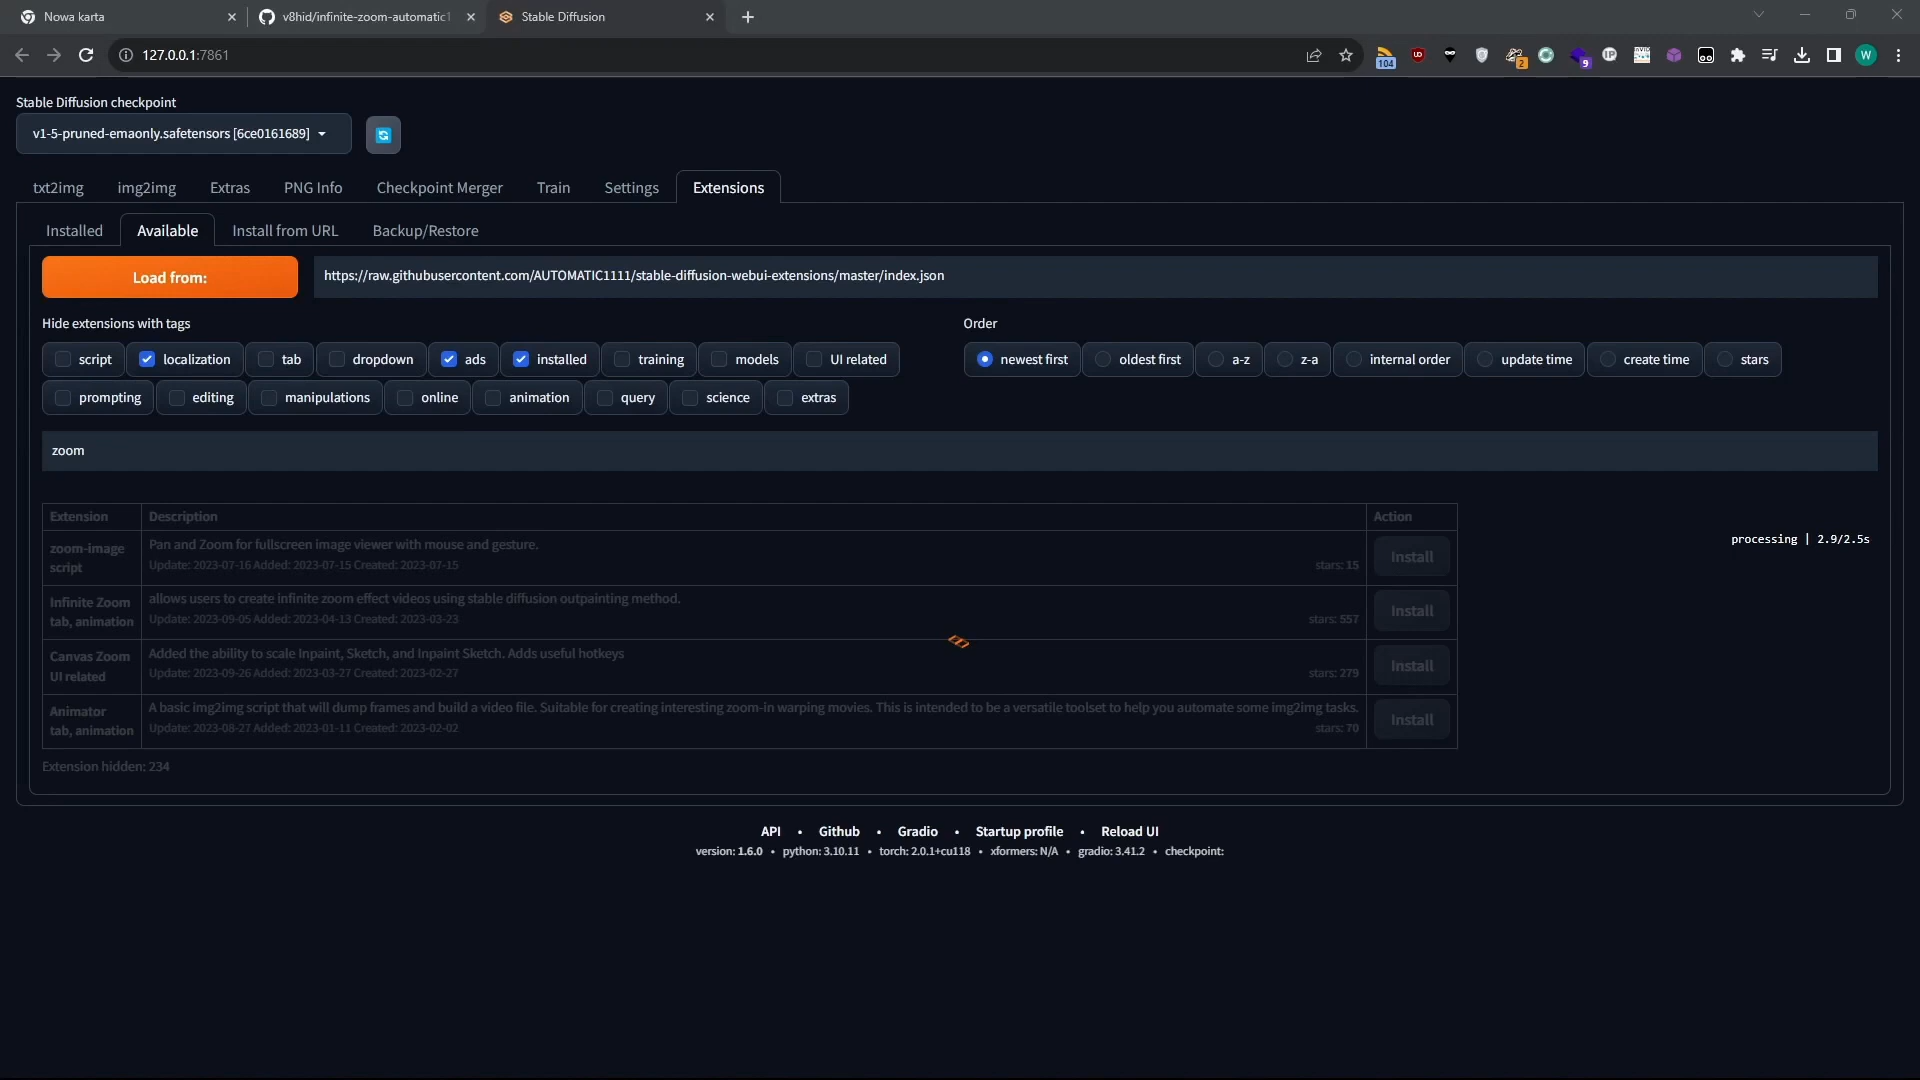 Nowa karta
v8hid/infinite-zoom-automatic1
Stable Diffusion
127.0.0.1:7861
104
2
9
W
Stable Diffusion checkpoint
v1-5-pruned-emaonly.safetensors [6ce0161689]
txt2img img2img Extras PNG Info Checkpoint Merger Train Settings Extensions
Installed Available Install from URL Backup/Restore
Load from: https://raw.githubusercontent.com/AUTOMATIC1111/stable-diffusion-webui-extensions/master/index.json
Hide extensions with tags Order
script localization tab dropdown ads installed training models UI related newest first oldest first a-z z-a internal order update time create time stars
prompting editing manipulations online animation query science extras
zoom
Extension Description Action
zoom-image
script
Pan and Zoom for fullscreen image viewer with mouse and gesture.
Update: 2023-07-16 Added: 2023-07-15 Created: 2023-07-15 stars: 15
Install
processing | 2.9/2.5s
Infinite Zoom
tab, animation
allows users to create infinite zoom effect videos using stable diffusion outpainting method.
Update: 2023-09-05 Added: 2023-04-13 Created: 2023-03-23 stars: 557
Install
Canvas Zoom
UI related
Added the ability to scale Inpaint, Sketch, and Inpaint Sketch. Adds useful hotkeys
Update: 2023-09-26 Added: 2023-03-27 Created: 2023-02-27 stars: 279
Install
Animator
tab, animation
A basic img2img script that will dump frames and build a video file. Suitable for creating interesting zoom-in warping movies. This is intended to be a versatile toolset to help you automate some img2img tasks.
Update: 2023-08-27 Added: 2023-01-11 Created: 2023-02-02 stars: 70
Install
Extension hidden: 234
API • Github • Gradio • Startup profile • Reload UI
version: 1.6.0 • python: 3.10.11 • torch: 2.0.1+cu118 • xformers: N/A • gradio: 3.41.2 • checkpoint: